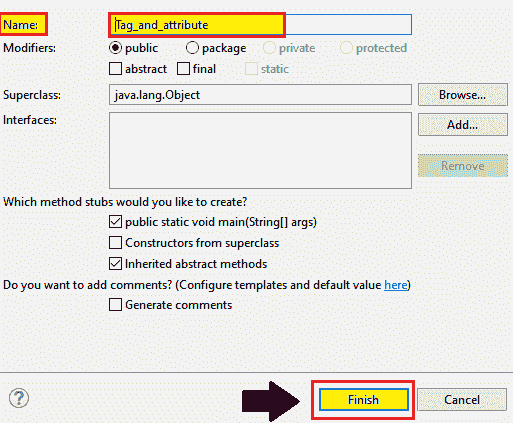 Name: Tag_and_attribute
Modifiers: public package private protected
abstract final static
Superclass: java.lang.Object Browse...
Interfaces: Add...
Remove
Which method stubs would you like to create?
public static void main(String[] args)
Constructors from superclass
Inherited abstract methods
Do you want to add comments? (Configure templates and default value here)
Generate comments
? Finish Cancel